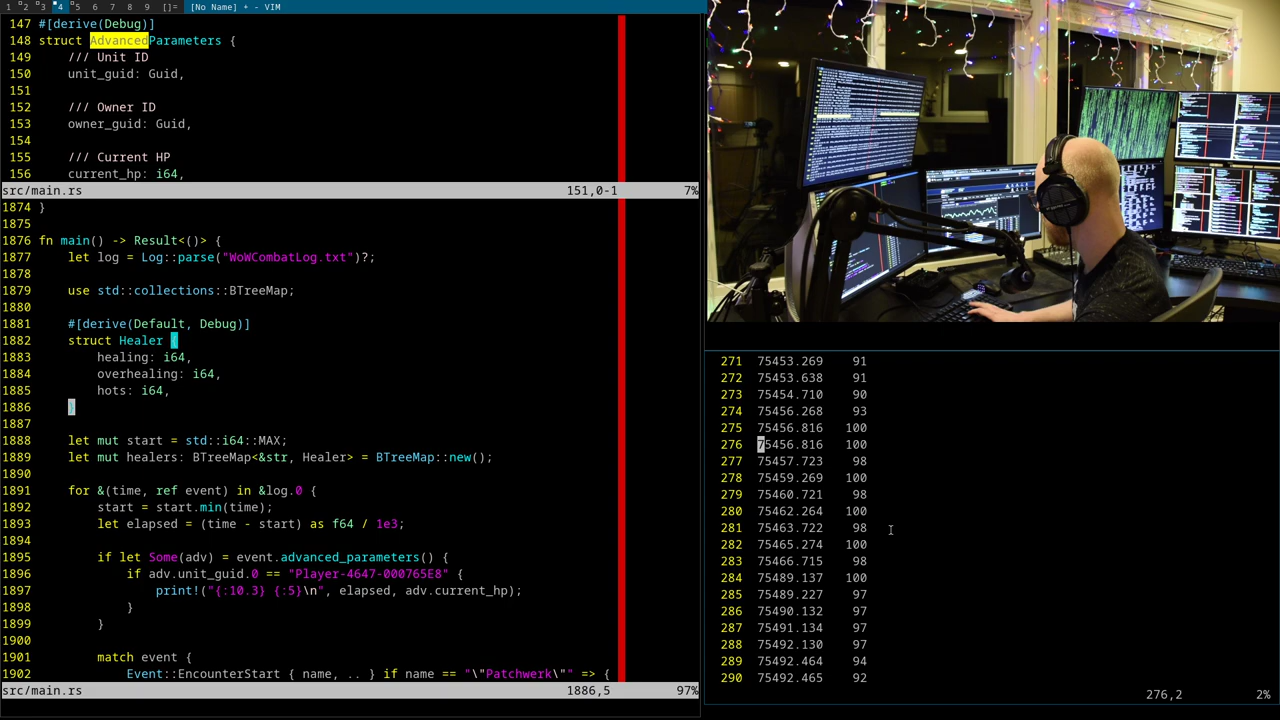 1 2 3 4 5 6 7 8 9 []= [No Name] + - VIM
147 #[derive(Debug)]
148 struct AdvancedParameters {
149     /// Unit ID
150     unit_guid: Guid,
151
152     /// Owner ID
153     owner_guid: Guid,
154
155     /// Current HP
156     current_hp: i64,
src/main.rs 151,0-1 7%
1874 }
1875
1876 fn main() -> Result<()> {
1877     let log = Log::parse("WoWCombatLog.txt")?;
1878
1879     use std::collections::BTreeMap;
1880
1881     #[derive(Default, Debug)]
1882     struct Healer {
1883         healing: i64,
1884         overhealing: i64,
1885         hots: i64,
1886     }
1887
1888     let mut start = std::i64::MAX;
1889     let mut healers: BTreeMap<&str, Healer> = BTreeMap::new();
1890
1891     for &(time, ref event) in &log.0 {
1892         start = start.min(time);
1893         let elapsed = (time - start) as f64 / 1e3;
1894
1895         if let Some(adv) = event.advanced_parameters() {
1896             if adv.unit_guid.0 == "Player-4647-000765E8" {
1897                 print!("{:10.3} {:5}\n", elapsed, adv.current_hp);
1898             }
1899         }
1900
1901         match event {
1902             Event::EncounterStart { name, .. } if name == "\"Patchwerk\"" => {
src/main.rs 1886,5 97%
271 75453.269 91
272 75453.638 91
273 75454.710 90
274 75456.268 93
275 75456.816 100
276 75456.816 100
277 75457.723 98
278 75459.269 100
279 75460.721 98
280 75462.264 100
281 75463.722 98
282 75465.274 100
283 75466.715 98
284 75489.137 100
285 75489.227 97
286 75490.132 97
287 75491.134 97
288 75492.130 97
289 75492.464 94
290 75492.465 92
276,2 2%